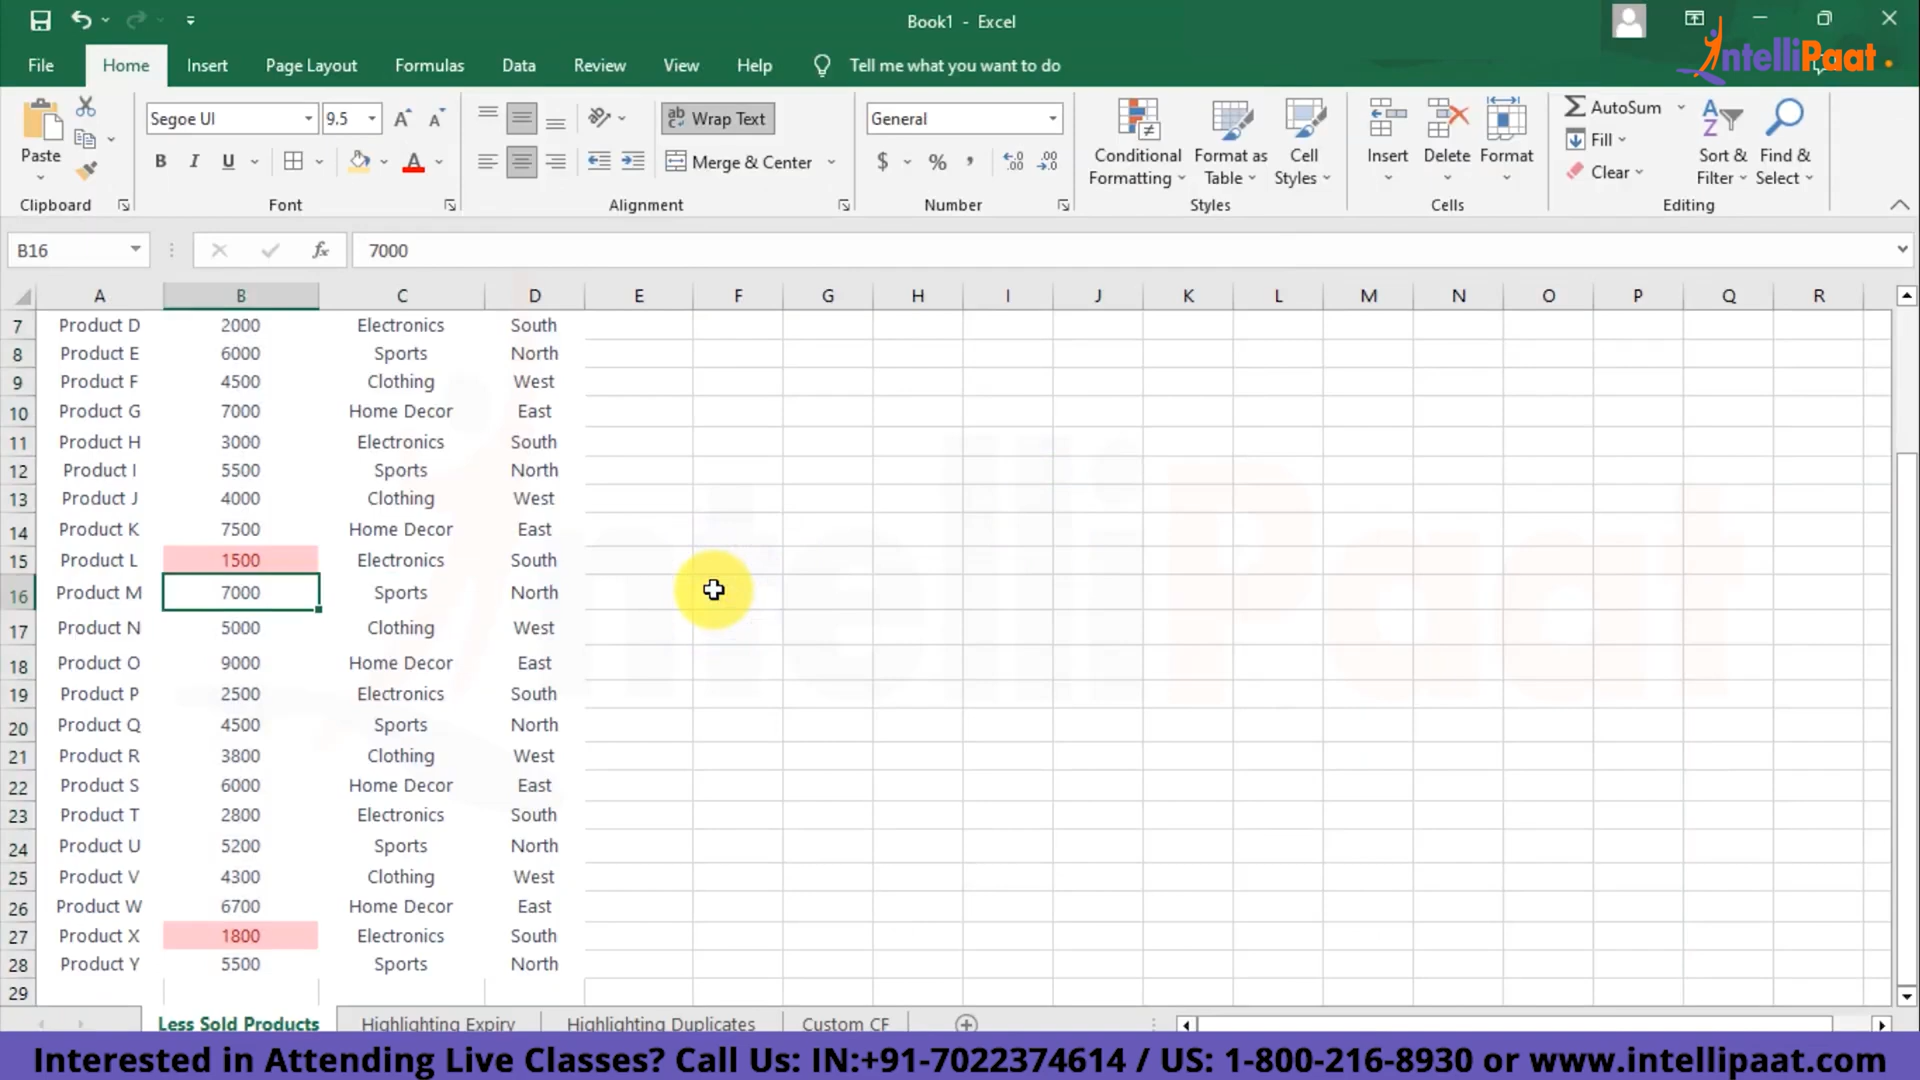 Book1 - Excel
IntelliPaat
File Home Insert Page Layout Formulas Data Review View Help Tell me what you want to do
Paste
Segoe UI 9.5
B I U
Wrap Text
Merge & Center
General
$ %
Conditional Formatting
Format as Table
Cell Styles
Insert Delete Format
AutoSum
Fill
Clear
Sort & Filter
Find & Select
Clipboard Font Alignment Number Styles Cells Editing
B16 fx 7000
A B C D E F G H I J K L M N O P Q R
7 Product D 2000 Electronics South
8 Product E 6000 Sports North
9 Product F 4500 Clothing West
10 Product G 7000 Home Decor East
11 Product H 3000 Electronics South
12 Product I 5500 Sports North
13 Product J 4000 Clothing West
14 Product K 7500 Home Decor East
15 Product L 1500 Electronics South
16 Product M 7000 Sports North
17 Product N 5000 Clothing West
18 Product O 9000 Home Decor East
19 Product P 2500 Electronics South
20 Product Q 4500 Sports North
21 Product R 3800 Clothing West
22 Product S 6000 Home Decor East
23 Product T 2800 Electronics South
24 Product U 5200 Sports North
25 Product V 4300 Clothing West
26 Product W 6700 Home Decor East
27 Product X 1800 Electronics South
28 Product Y 5500 Sports North
29
Less Sold Products Highlighting Expiry Highlighting Duplicates Custom CF
Interested in Attending Live Classes? Call Us: IN:+91-7022374614 / US: 1-800-216-8930 or www.intellipaat.com
IntelliPaat